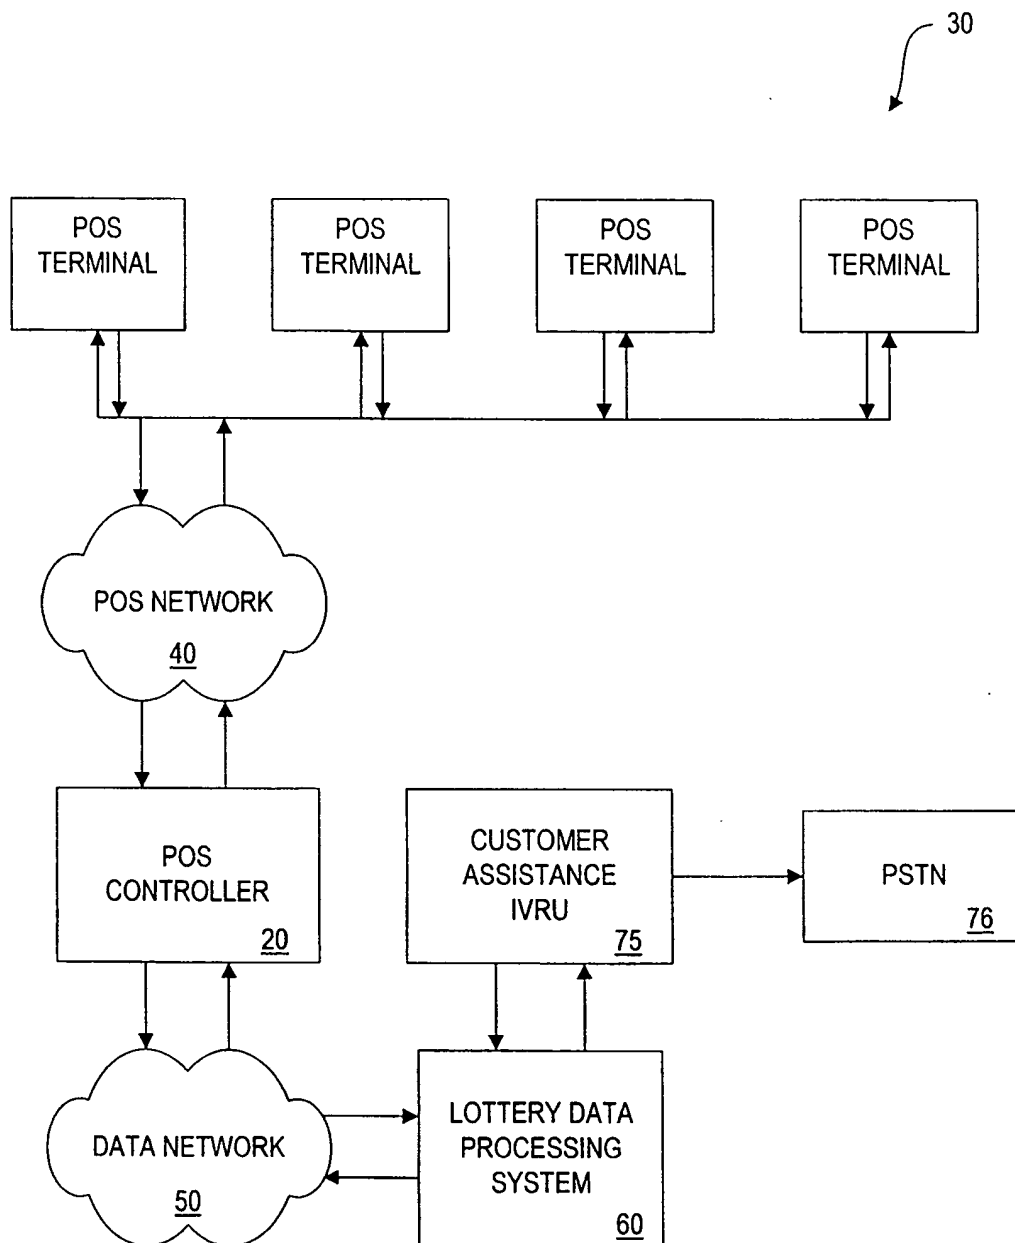 30
POS
TERMINAL
POS
TERMINAL
POS
TERMINAL
POS
TERMINAL
POS NETWORK
40
POS
CONTROLLER
20
CUSTOMER
ASSISTANCE
IVRU
75
PSTN
76
DATA NETWORK
50
LOTTERY DATA
PROCESSING
SYSTEM
60